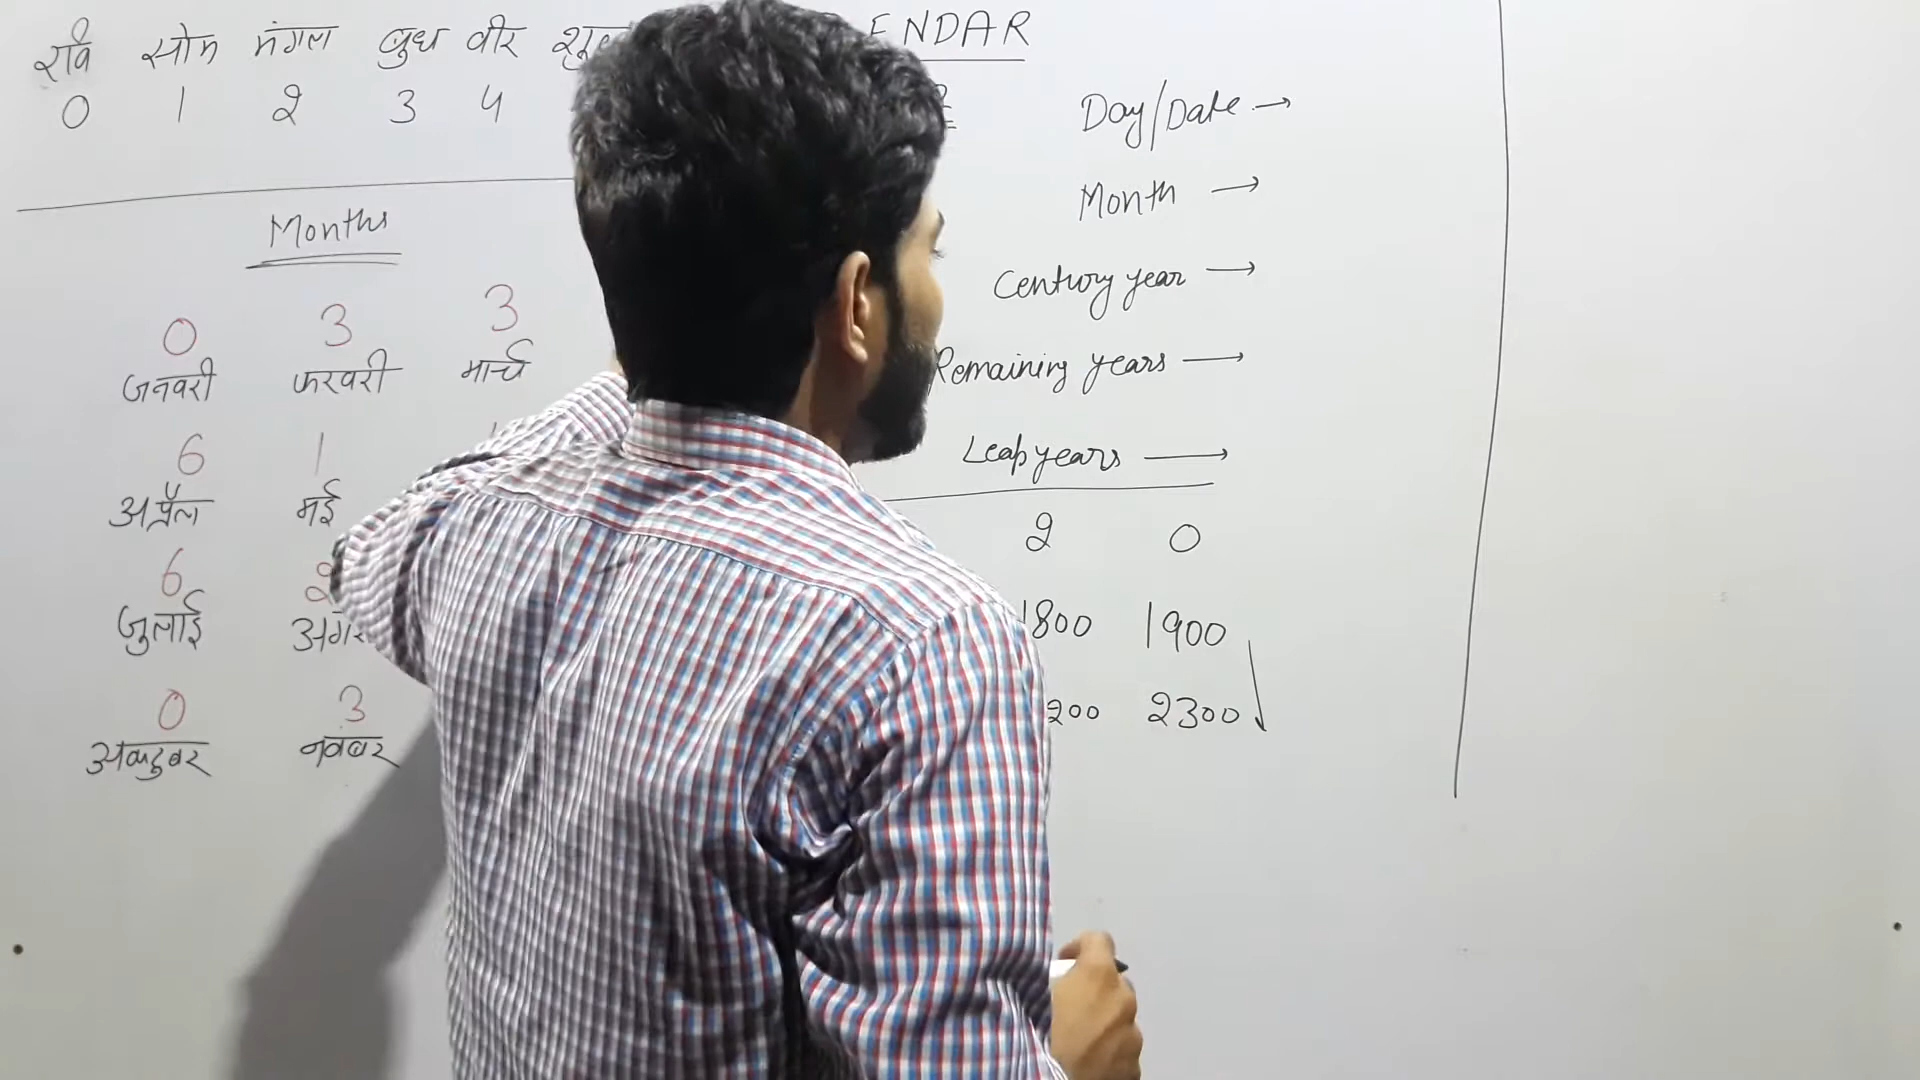 रवि सोम मंगल बुध वीर
0 1 2 3 4
ENDAR
Day/Date →
Month →
Century year →
Remaining years →
Leap years →
2 0
1800 1900
200 2300
Months
0 3 3
जनवरी फरवरी मार्च
6 1
अप्रैल मई
6 2
जुलाई अगस
0 3
अक्टुबर नवंबर